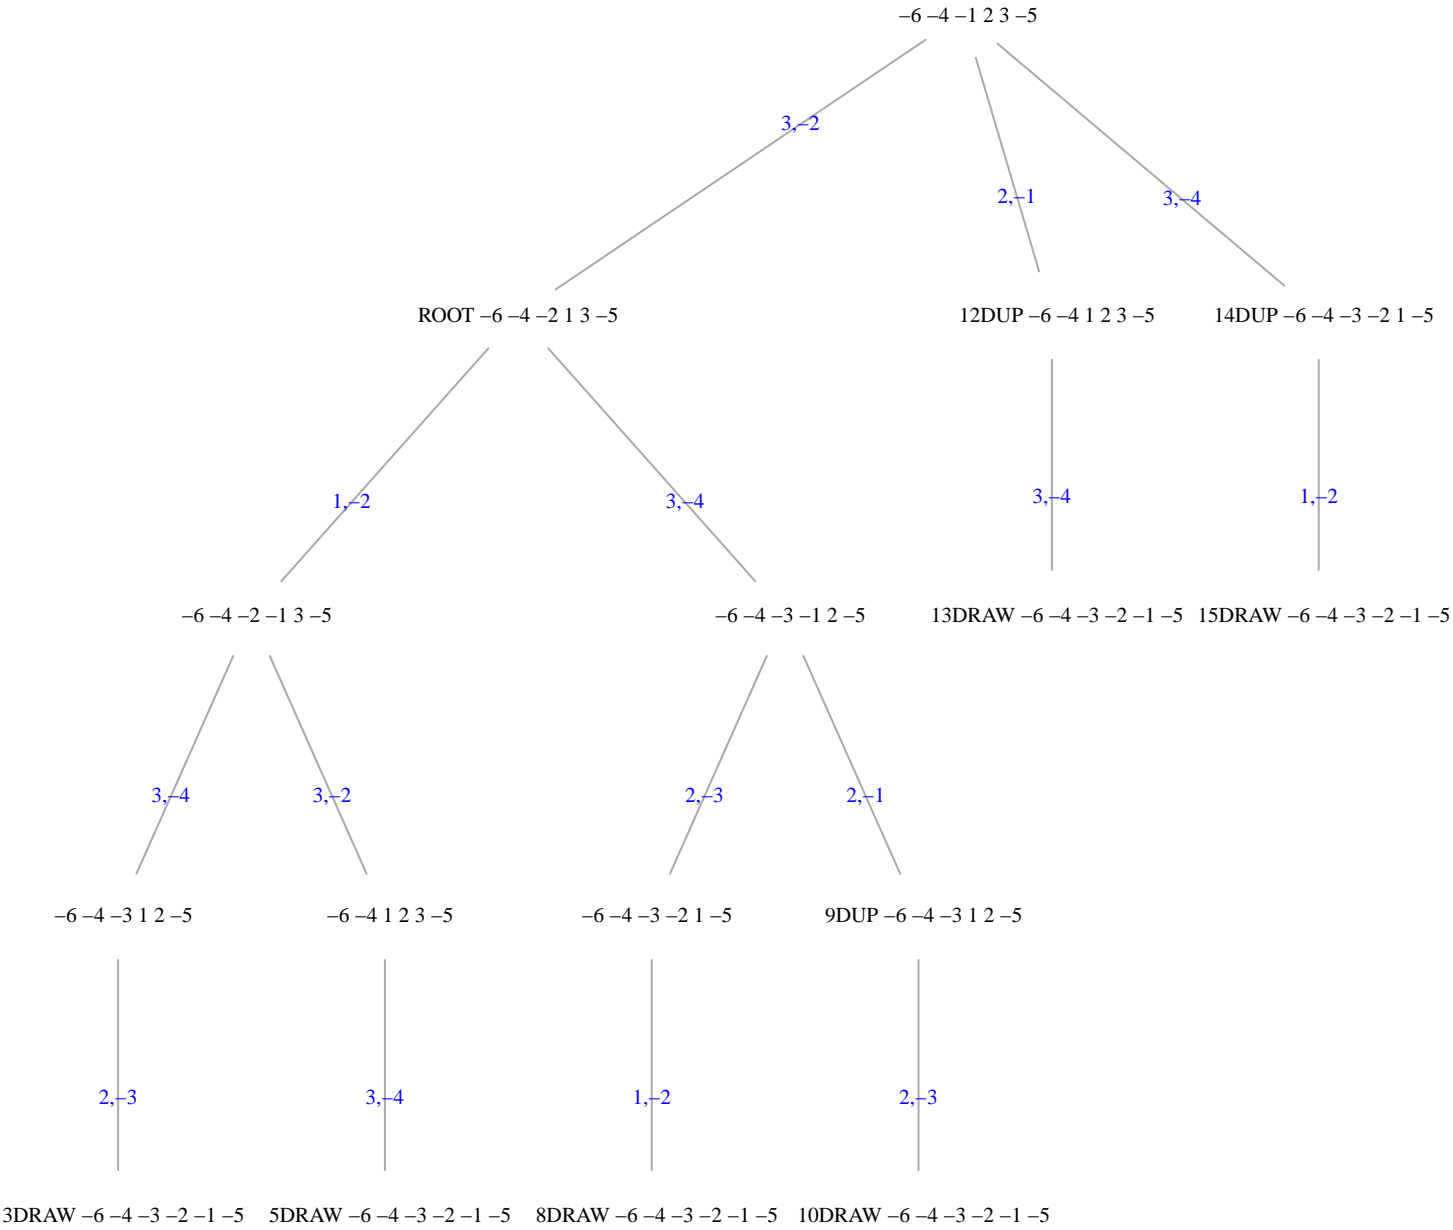 –6 –4 –1 2 3 –5
3,–2
2,–1
3,–4
ROOT –6 –4 –2 1 3 –5
12DUP –6 –4 1 2 3 –5
14DUP –6 –4 –3 –2 1 –5
1,–2
3,–4
3,–4
1,–2
–6 –4 –2 –1 3 –5
–6 –4 –3 –1 2 –5
13DRAW –6 –4 –3 –2 –1 –5
15DRAW –6 –4 –3 –2 –1 –5
3,–4
3,–2
2,–3
2,–1
–6 –4 –3 1 2 –5
–6 –4 1 2 3 –5
–6 –4 –3 –2 1 –5
9DUP –6 –4 –3 1 2 –5
2,–3
3,–4
1,–2
2,–3
3DRAW –6 –4 –3 –2 –1 –5
5DRAW –6 –4 –3 –2 –1 –5
8DRAW –6 –4 –3 –2 –1 –5
10DRAW –6 –4 –3 –2 –1 –5